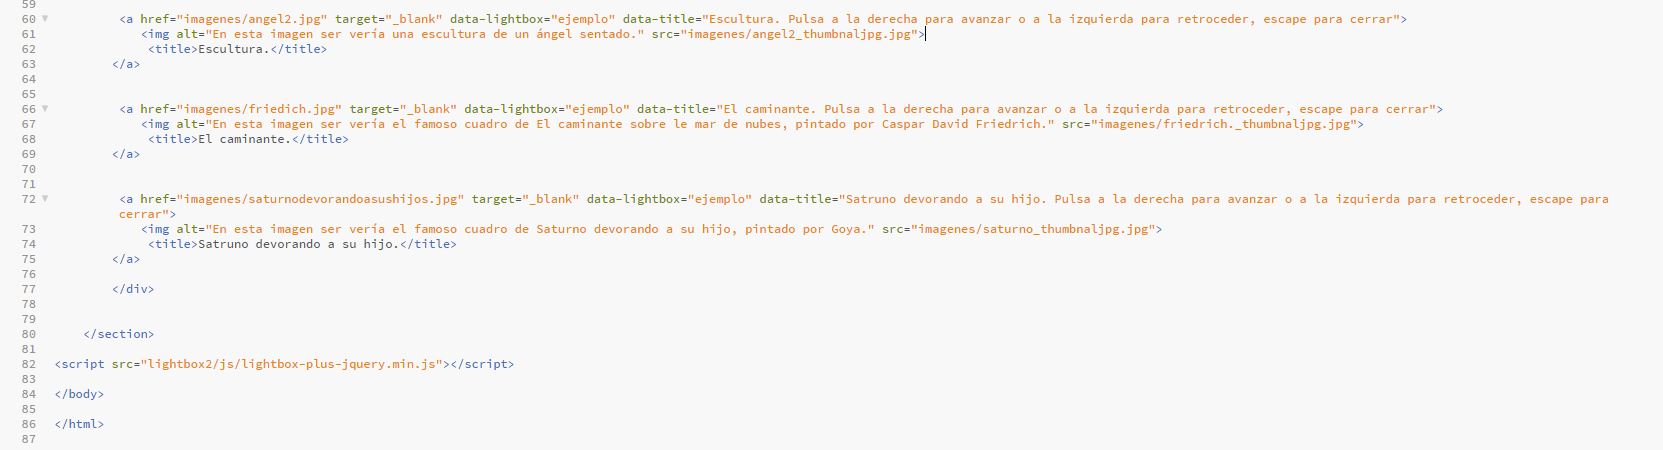 59
60 <a href="imagenes/angel2.jpg" target="_blank" data-lightbox="ejemplo" data-title="Escultura. Pulsa a la derecha para avanzar o a la izquierda para retroceder, escape para cerrar">
61 <img alt="En esta imagen ser vería una escultura de un ángel sentado." src="imagenes/angel2_thumbnaljpg.jpg">
62 <title>Escultura.</title>
63 </a>
64
65
66 <a href="imagenes/friedich.jpg" target="_blank" data-lightbox="ejemplo" data-title="El caminante. Pulsa a la derecha para avanzar o a la izquierda para retroceder, escape para cerrar">
67 <img alt="En esta imagen ser vería el famoso cuadro de El caminante sobre le mar de nubes, pintado por Caspar David Friedrich." src="imagenes/friedrich._thumbnaljpg.jpg">
68 <title>El caminante.</title>
69 </a>
70
71
72 <a href="imagenes/saturnodevorandoasushijos.jpg" target="_blank" data-lightbox="ejemplo" data-title="Satruno devorando a su hijo. Pulsa a la derecha para avanzar o a la izquierda para retroceder, escape para
cerrar">
73 <img alt="En esta imagen ser vería el famoso cuadro de Saturno devorando a su hijo, pintado por Goya." src="imagenes/saturno_thumbnaljpg.jpg">
74 <title>Satruno devorando a su hijo.</title>
75 </a>
76
77 </div>
78
79
80 </section>
81
82 <script src="lightbox2/js/lightbox-plus-jquery.min.js"></script>
83
84 </body>
85
86 </html>
87